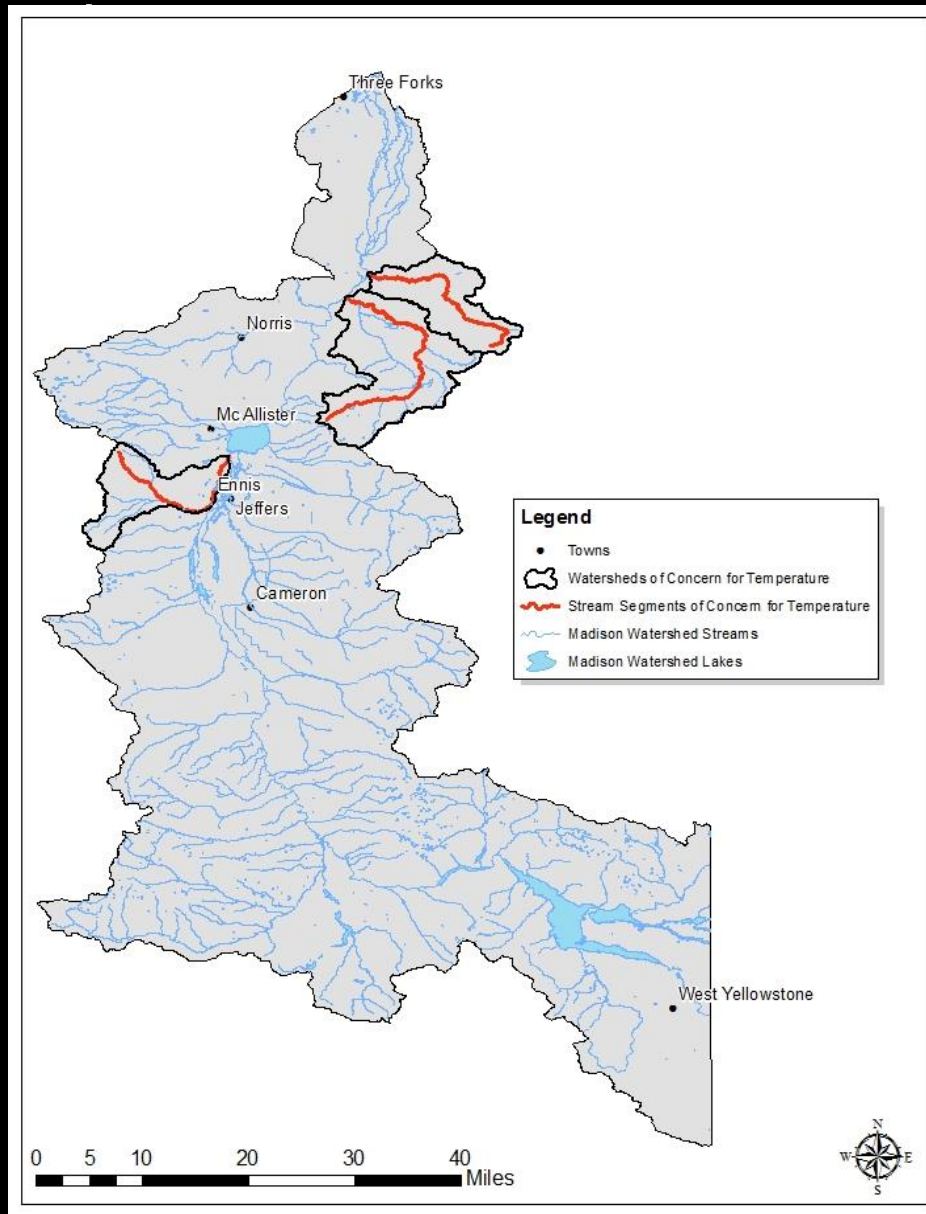 Three Forks
Norris
Mc Allister
Ennis
Jeffers
Cameron
Legend
Towns
Watersheds of Concern for Temperature
Stream Segments of Concern for Temperature
Madison Watershed Streams
Madison Watershed Lakes
West Yellowstone
N
W E
S
0 5 10 20 30 40
Miles